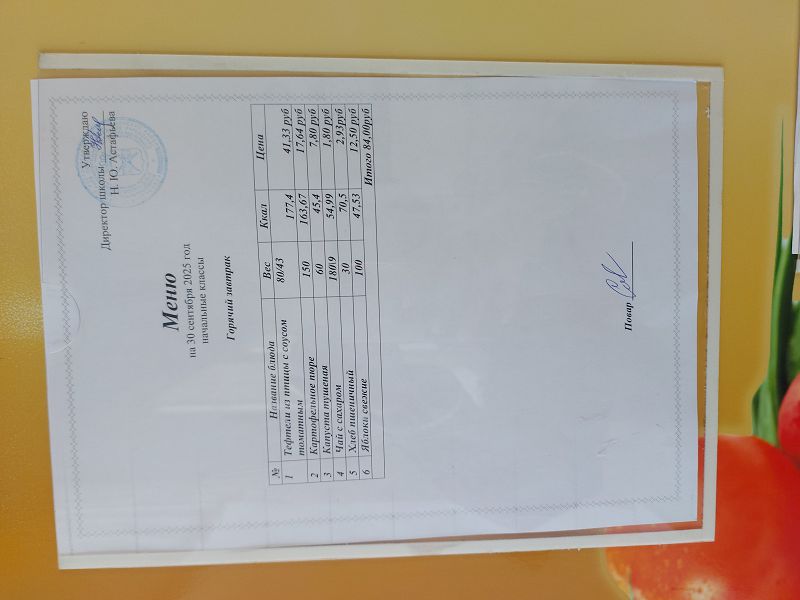 Утверждаю
Директор школы
Н. Ю. Астафьева
Меню
на 30 сентября 2025 год
начальные классы
Горячий завтрак
№ Название блюда Вес Ккал Цена
1 Тефтели из птицы с соусом томатным 80/43 177,4 41,33 руб
2 Картофельное пюре 150 163,67 17,64 руб
3 Капуста тушеная 60 45,4 7,80 руб
4 Чай с сахаром 180\9 54,99 1,80 руб
5 Хлеб пшеничный 30 70,5 2,93руб
6 Яблоки свежие 100 47,53 12,50 руб
Итого 84,00руб
Повар